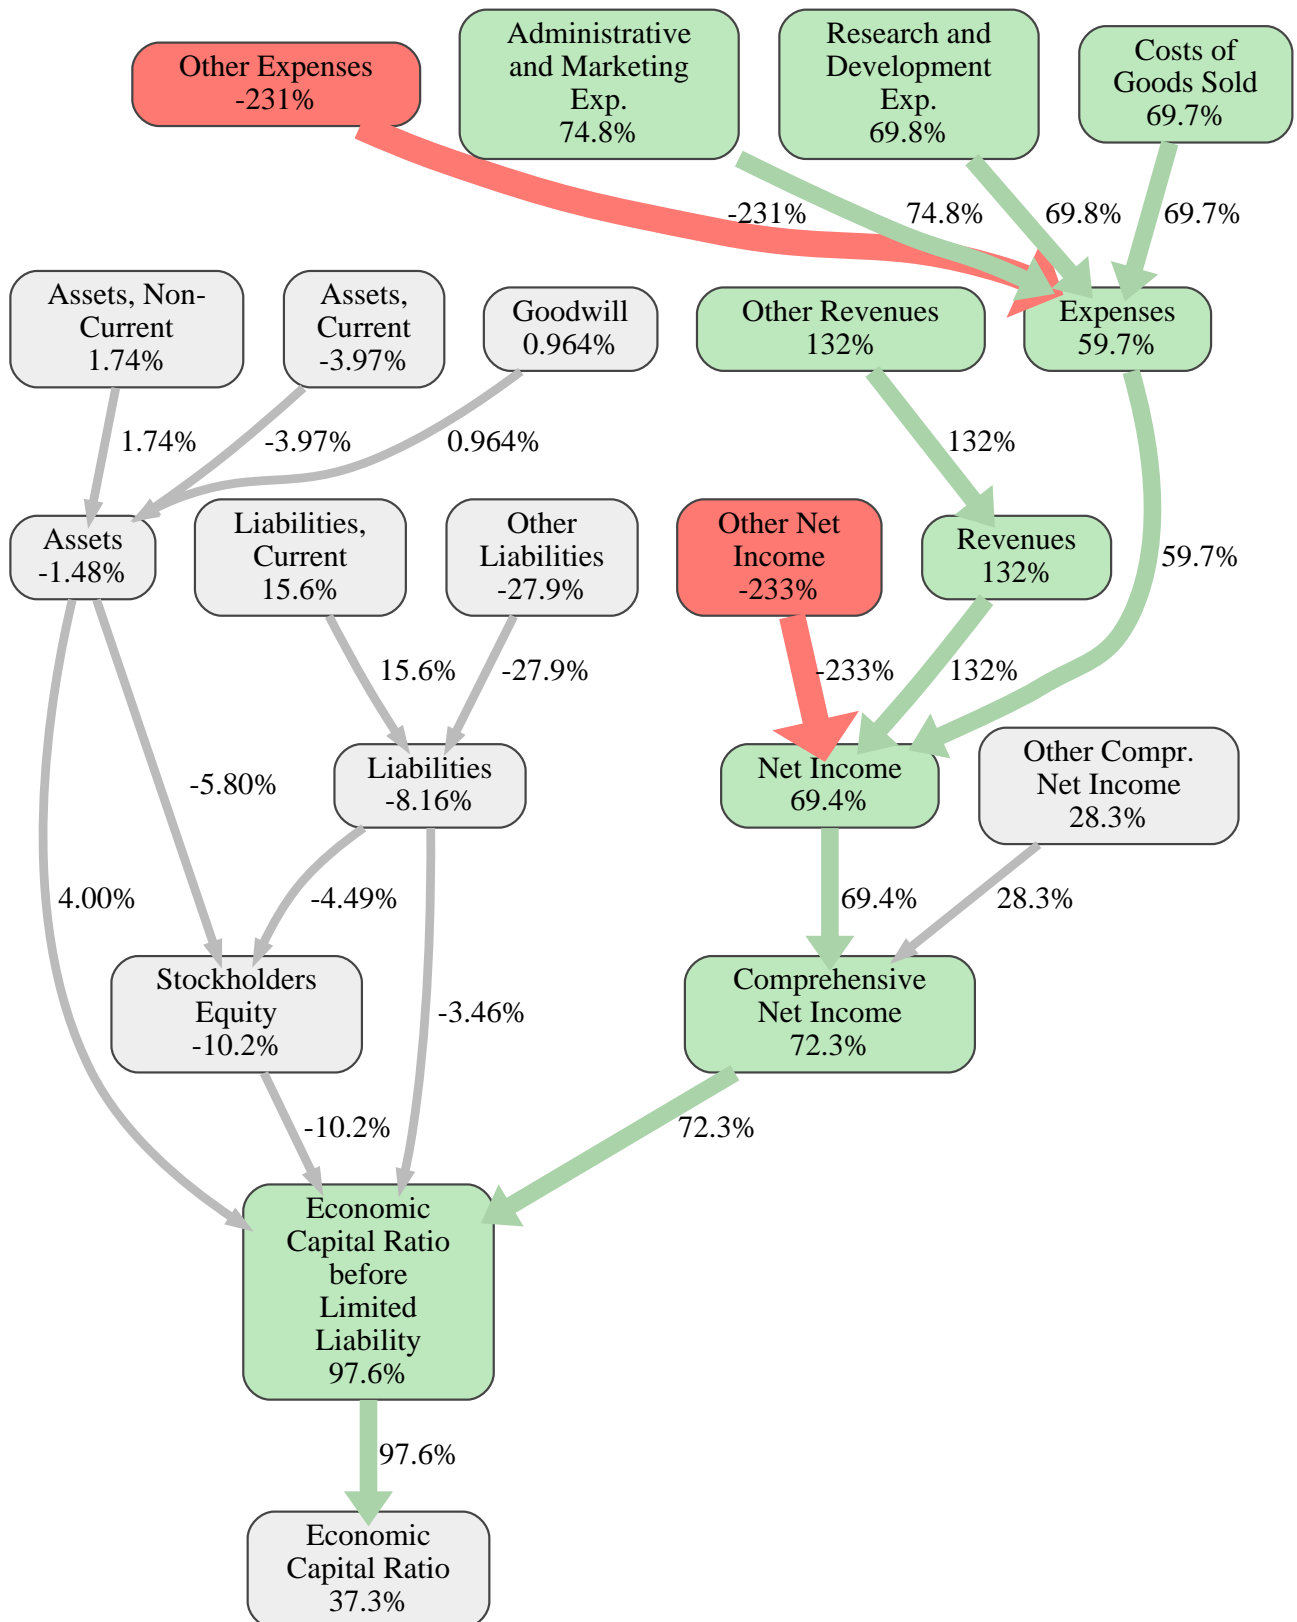 Other Expenses
-231%
Administrative
and Marketing
Exp.
74.8%
Research and
Development
Exp.
69.8%
Costs of
Goods Sold
69.7%
-231%
74.8%
69.8%
69.7%
Assets, Non-
Current
1.74%
Assets,
Current
-3.97%
Goodwill
0.964%
Other Revenues
132%
Expenses
59.7%
1.74%
-3.97%
0.964%
132%
Assets
-1.48%
Liabilities,
Current
15.6%
Other
Liabilities
-27.9%
Other Net
Income
-233%
Revenues
132%
59.7%
15.6%
-27.9%
-233%
132%
-5.80%
Liabilities
-8.16%
Net Income
69.4%
Other Compr.
Net Income
28.3%
4.00%
-4.49%
69.4%
28.3%
Stockholders
Equity
-10.2%
-3.46%
Comprehensive
Net Income
72.3%
-10.2%
72.3%
Economic
Capital Ratio
before
Limited
Liability
97.6%
97.6%
Economic
Capital Ratio
37.3%